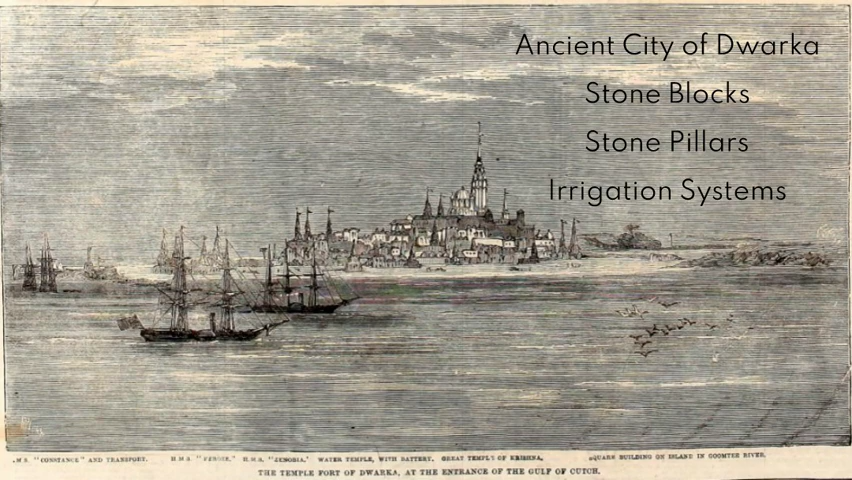 Ancient City of Dwarka
Stone Blocks
Stone Pillars
Irrigation Systems
H.M.S. "CONSTANCE" AND TRANSPORT. H.M.S. H.M.S. "ZENOBIA." WATER TEMPLE, WITH BATTERY. GREAT TEMPLE OF KRISHNA. SQUARE BUILDING ON ISLAND IN GOOMTEE RIVER.
THE TEMPLE FORT OF DWARKA, AT THE ENTRANCE OF THE GULF OF CUTCH.